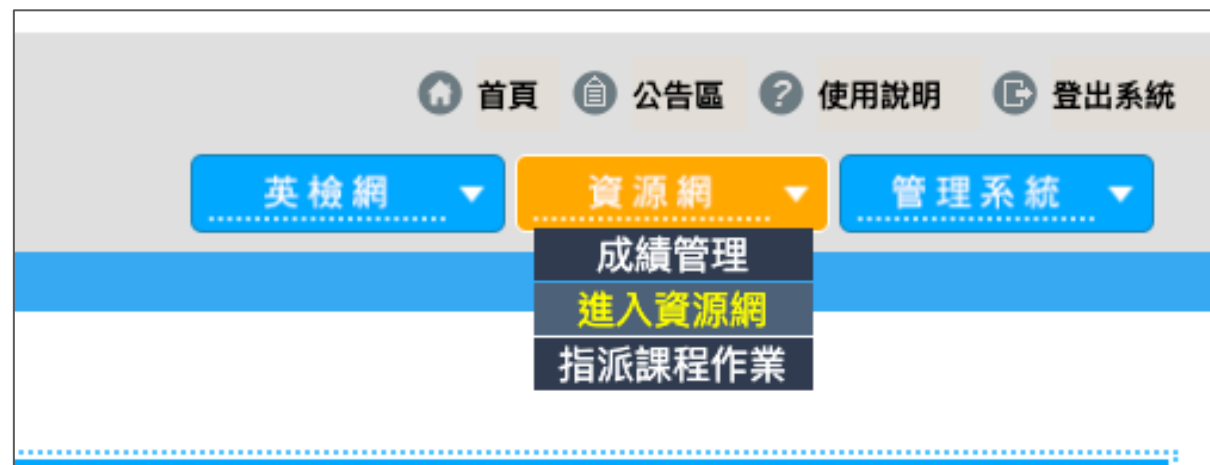 首頁 公告區 使用說明 登出系統
英檢網 資源網 管理系統
成績管理
進入資源網
指派課程作業